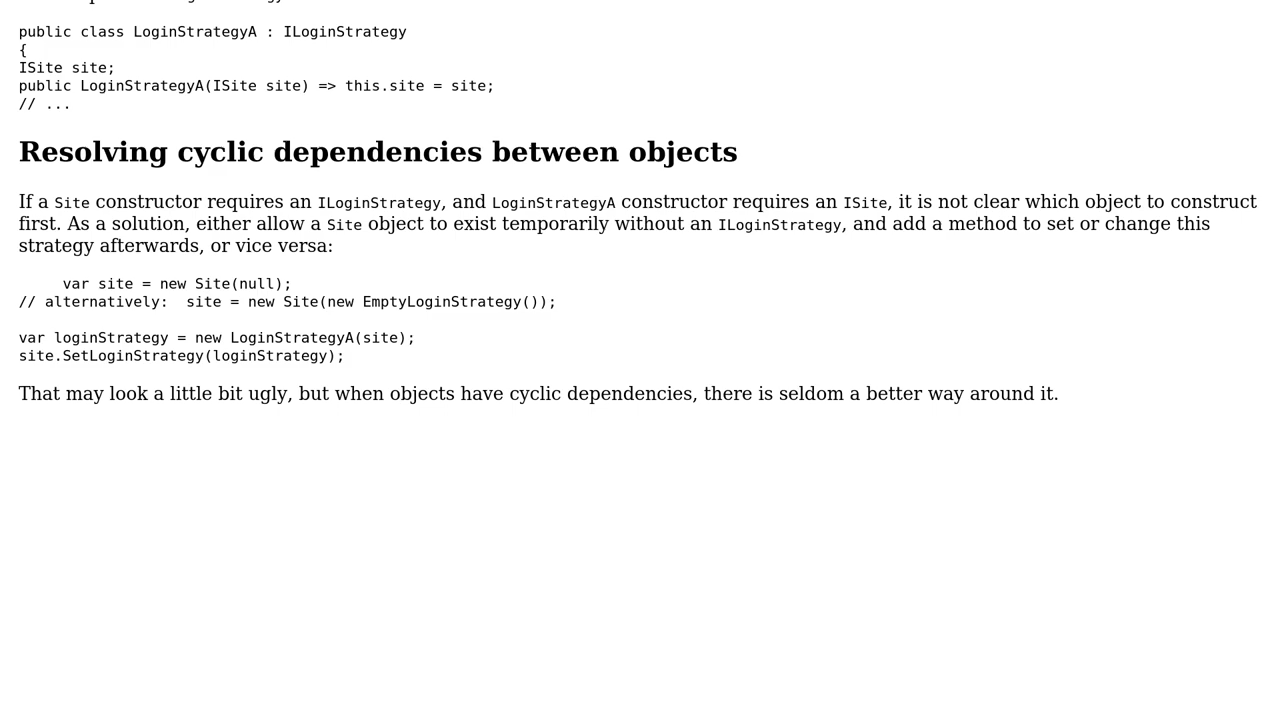 public class LoginStrategyA : ILoginStrategy
{
ISite site;
public LoginStrategyA(ISite site) => this.site = site;
// ...
Resolving cyclic dependencies between objects
If a Site constructor requires an ILoginStrategy, and LoginStrategyA constructor requires an ISite, it is not clear which object to construct
first. As a solution, either allow a Site object to exist temporarily without an ILoginStrategy, and add a method to set or change this
strategy afterwards, or vice versa:
     var site = new Site(null);
// alternatively:  site = new Site(new EmptyLoginStrategy());
var loginStrategy = new LoginStrategyA(site);
site.SetLoginStrategy(loginStrategy);
That may look a little bit ugly, but when objects have cyclic dependencies, there is seldom a better way around it.